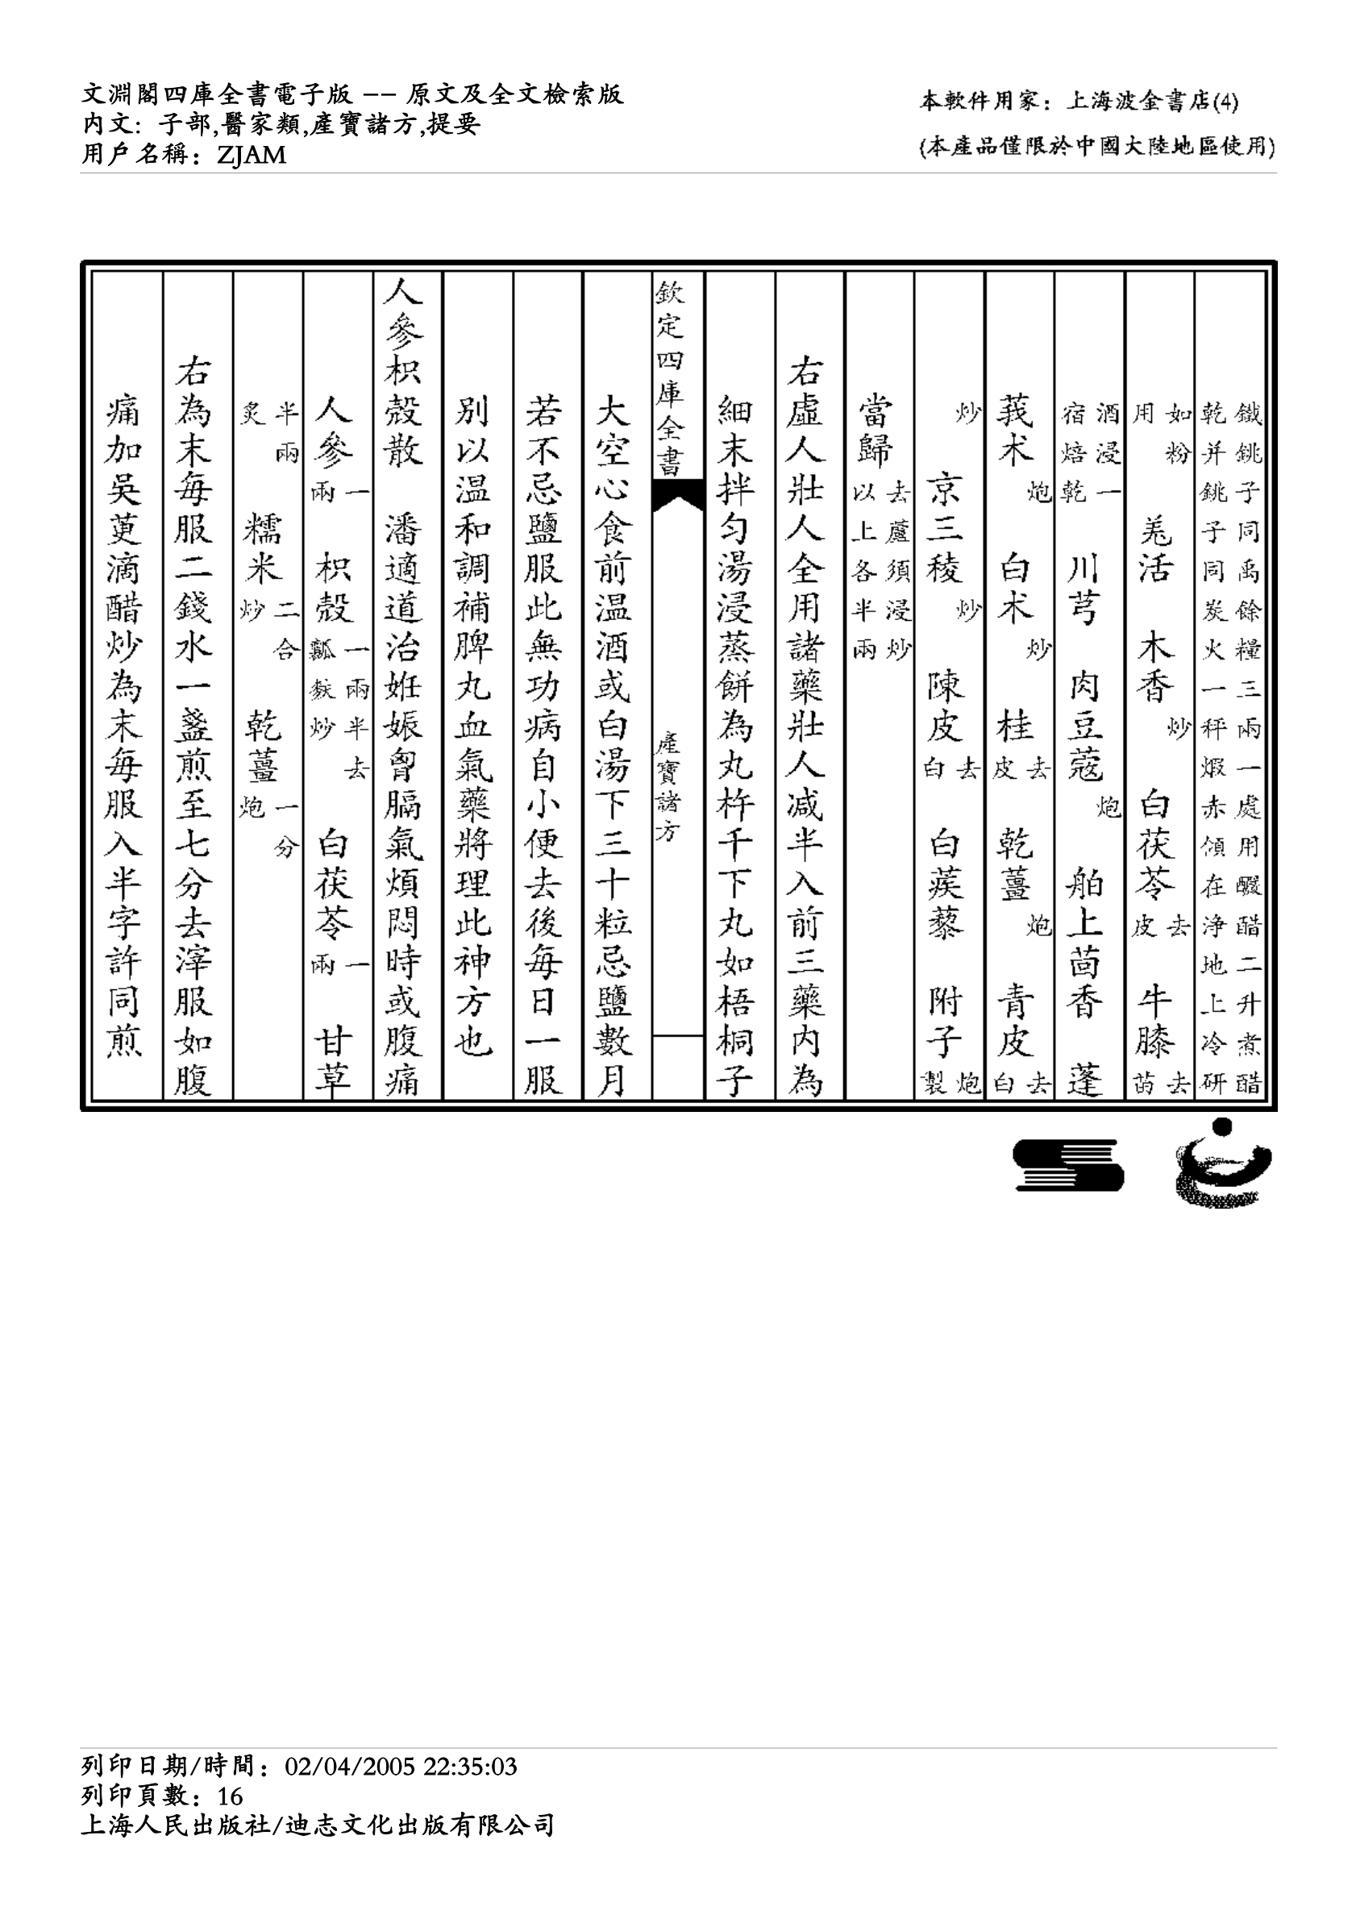 文淵閣四庫全書電子版 -- 原文及全文檢索版
內文: 子部,醫家類,產寶諸方,提要
用戶名稱: ZJAM
本軟件用家: 上海波金書店(4)
(本產品僅限於中國大陸地區使用)
鐵銚子同禹餘糧三兩一處用醶醋二升煮醋
乾并銚子同炭火一秤煆赤傾在淨地上冷研
如粉用 羗活 木香炒 白茯苓去皮 牛膝去苗
酒浸一宿焙乾 川芎 肉豆蔻炮 舶上茴香 蓬
莪术炮 白术炒 桂去皮 乾薑炮 青皮去白
炒 京三稜炒 陳皮去白 白蒺藜 附子炮製
當歸去蘆須浸炒以上各半兩
右虛人壯人全用諸藥壯人减半入前三藥內為
細末拌匀湯浸蒸餅為丸杵千下丸如梧桐子
欽定四庫全書
產寶諸方
大空心食前温酒或白湯下三十粒忌鹽數月
若不忌鹽服此無功病自小便去後每日一服
別以温和調補脾丸血氣藥將理此神方也
人參枳殼散 潘適道治姙娠胷膈氣煩悶時或腹痛
人參一兩 枳殼一兩半去瓤麩炒 白茯苓一兩 甘草
半兩炙 糯米二合炒 乾薑一分炮
右為末每服二錢水一盞煎至七分去滓服如腹
痛加吳茰滴醋炒為末每服入半字許同煎
列印日期/時間: 02/04/2005 22:35:03
列印頁數: 16
上海人民出版社/迪志文化出版有限公司